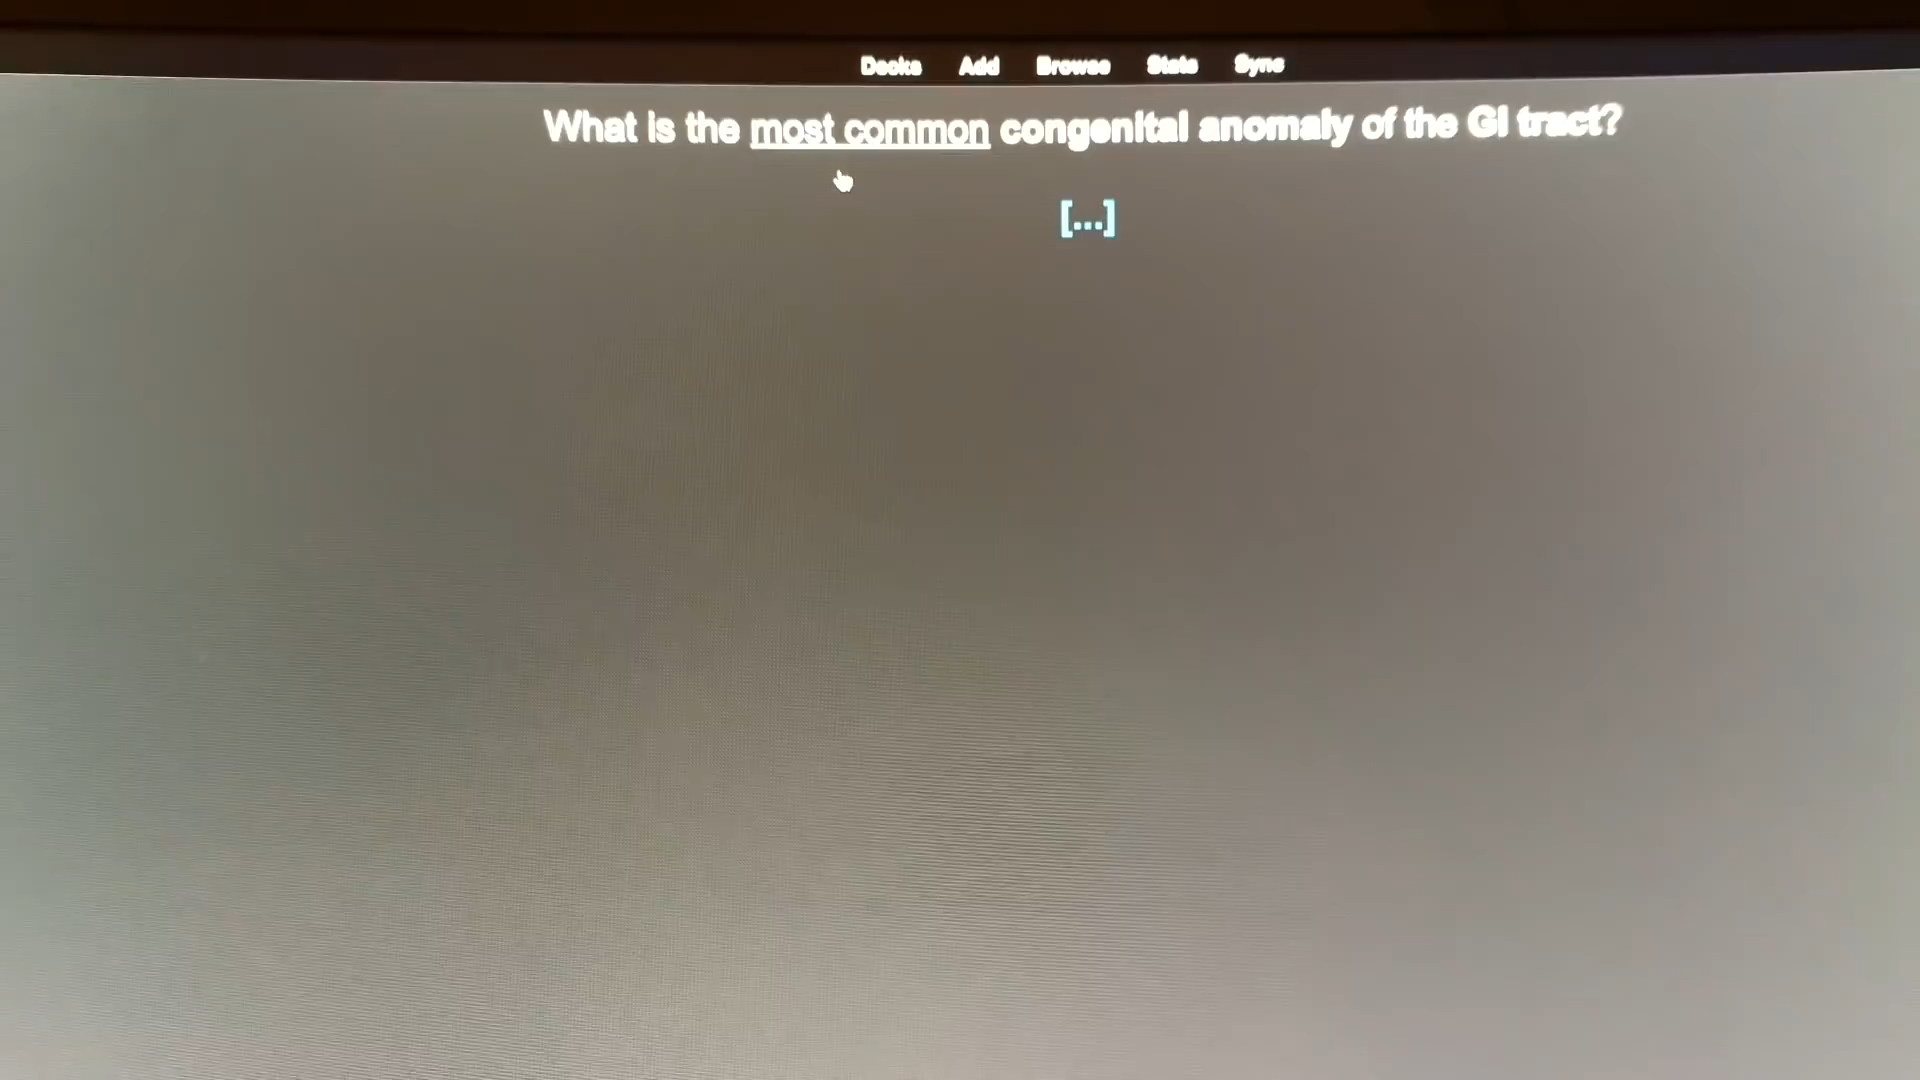 Decks Add Browse Stats Sync
What is the most common congenital anomaly of the GI tract?
[...]